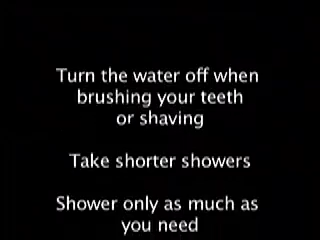 Turn the water off when
brushing your teeth
or shaving
Take shorter showers
Shower only as much as
you need